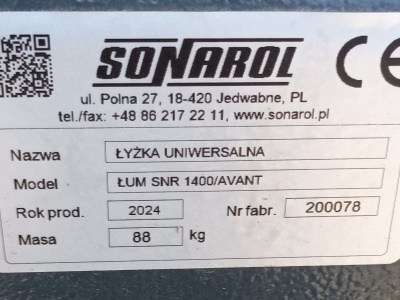 SONAROL
CE
ul. Polna 27, 18-420 Jedwabne, PL
tel./fax: +48 86 217 22 11, www.sonarol.pl
Nazwa ŁYŻKA UNIWERSALNA
Model ŁUM SNR 1400/AVANT
Rok prod. 2024 Nr fabr. 200078
Masa 88 kg